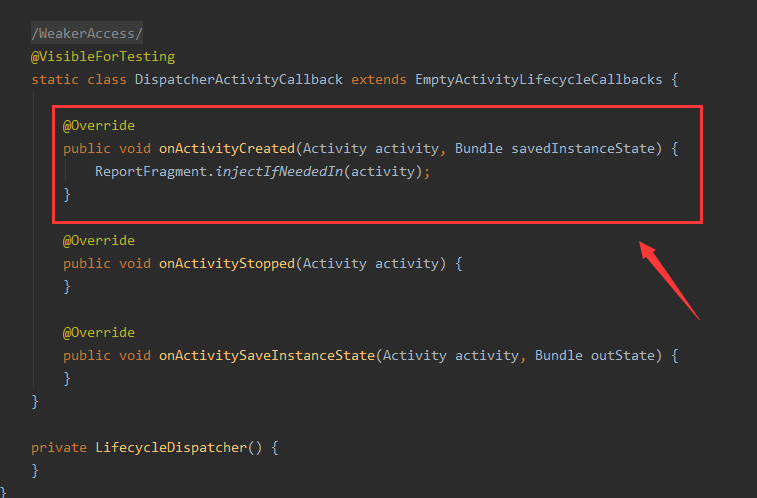 /WeakerAccess/
@VisibleForTesting
static class DispatcherActivityCallback extends EmptyActivityLifecycleCallbacks {
@Override
public void onActivityCreated(Activity activity, Bundle savedInstanceState) {
ReportFragment.injectIfNeededIn(activity);
}
@Override
public void onActivityStopped(Activity activity) {
}
@Override
public void onActivitySaveInstanceState(Activity activity, Bundle outState) {
}
}
private LifecycleDispatcher() {
}
}